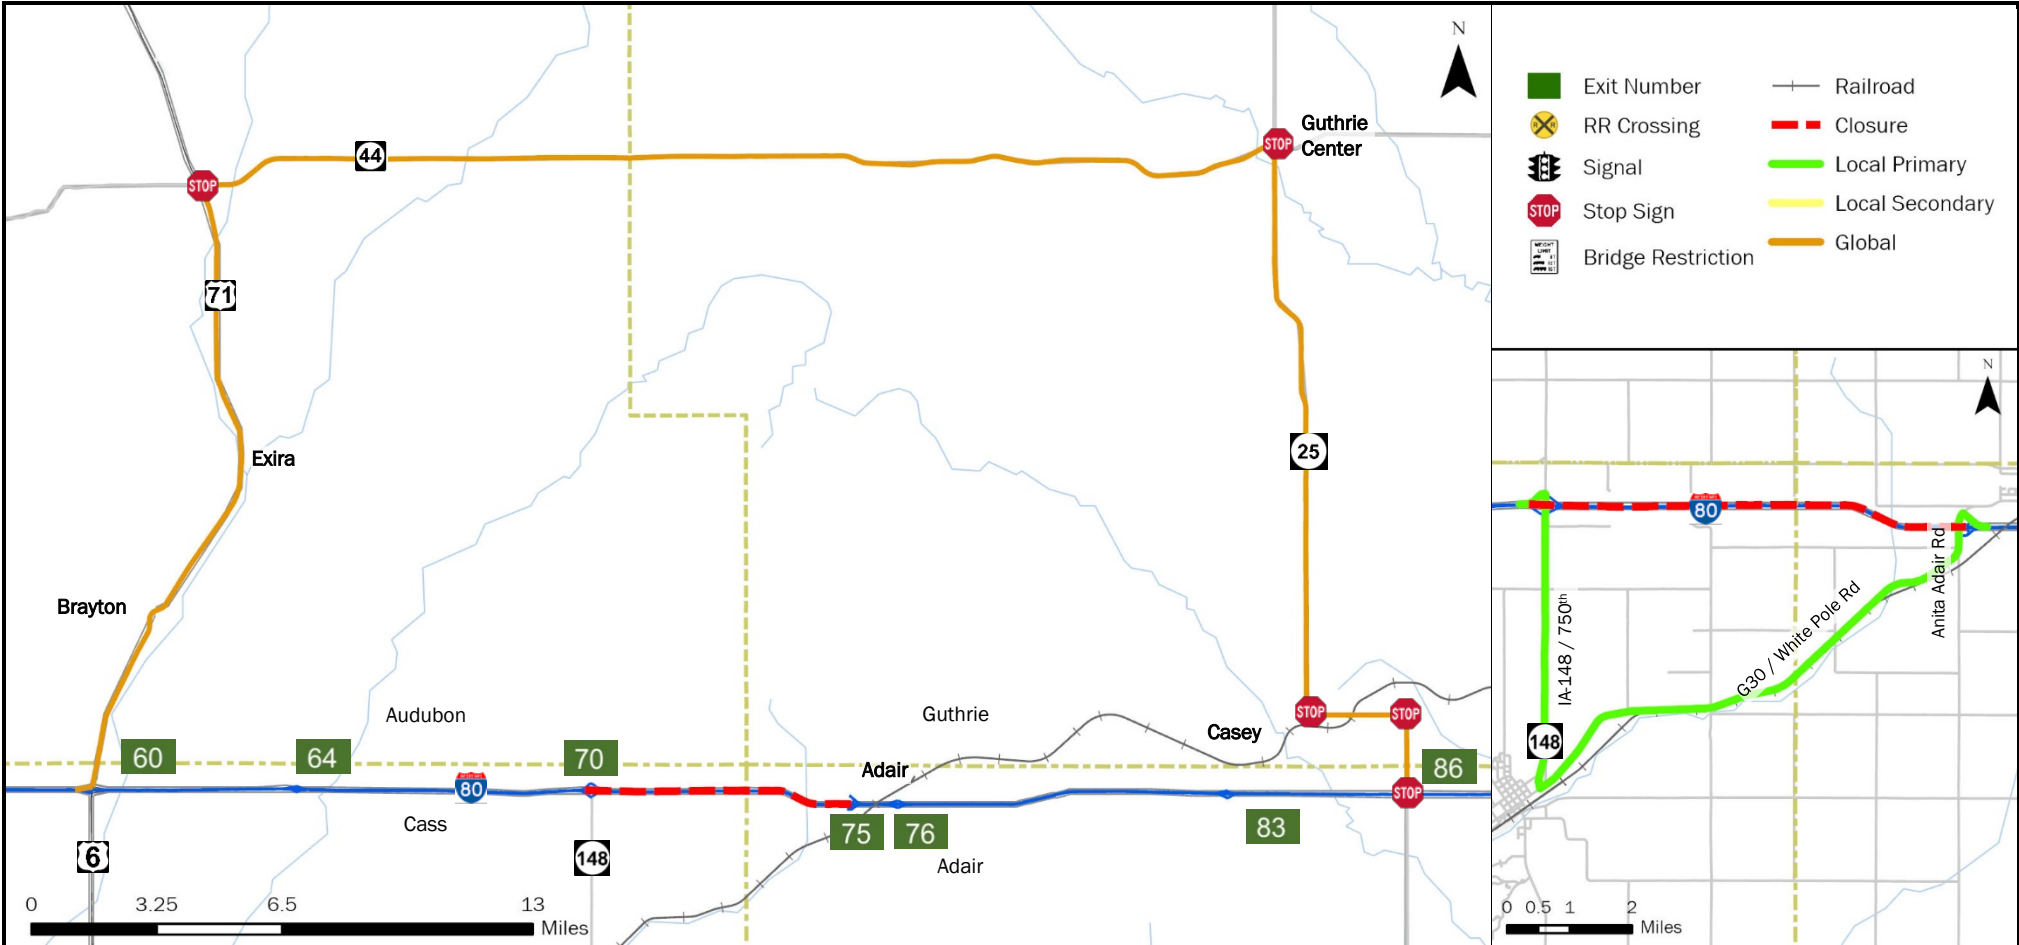 N
STOP
Guthrie
Center
44
STOP
71
25
Exira
Brayton
Audubon
Guthrie
STOP
STOP
Casey
60
64
70
Adair
86
80
STOP
Cass
75
76
83
6
148
Adair
0
3.25
6.5
13
Miles
Exit Number
Railroad
RR Crossing
Closure
Signal
Local Primary
STOP
Stop Sign
Local Secondary
WEIGHT
LIMIT
Bridge Restriction
Global
N
80
Anita Adair Rd
IA-148 / 750th
G30 / White Pole Rd
148
0 0.5 1 2
Miles